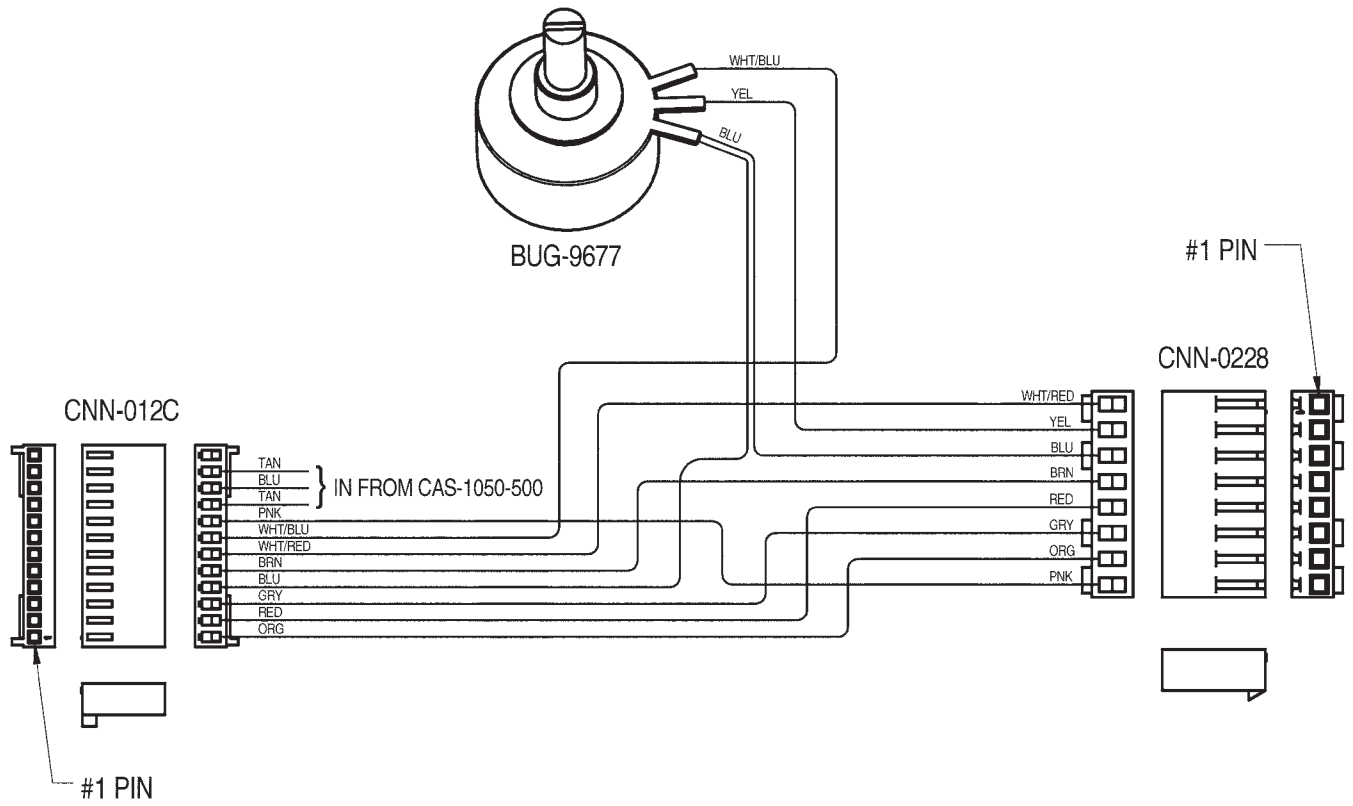 WHT/BLU
YEL
BLU
BUG-9677
#1 PIN
CNN-0228
CNN-012C
WHT/RED
YEL
BLU
BRN
RED
GRY
ORG
PNK
TAN
BLU
TAN
IN FROM CAS-1050-500
PNK
WHT/BLU
WHT/RED
BRN
BLU
GRY
RED
ORG
#1 PIN